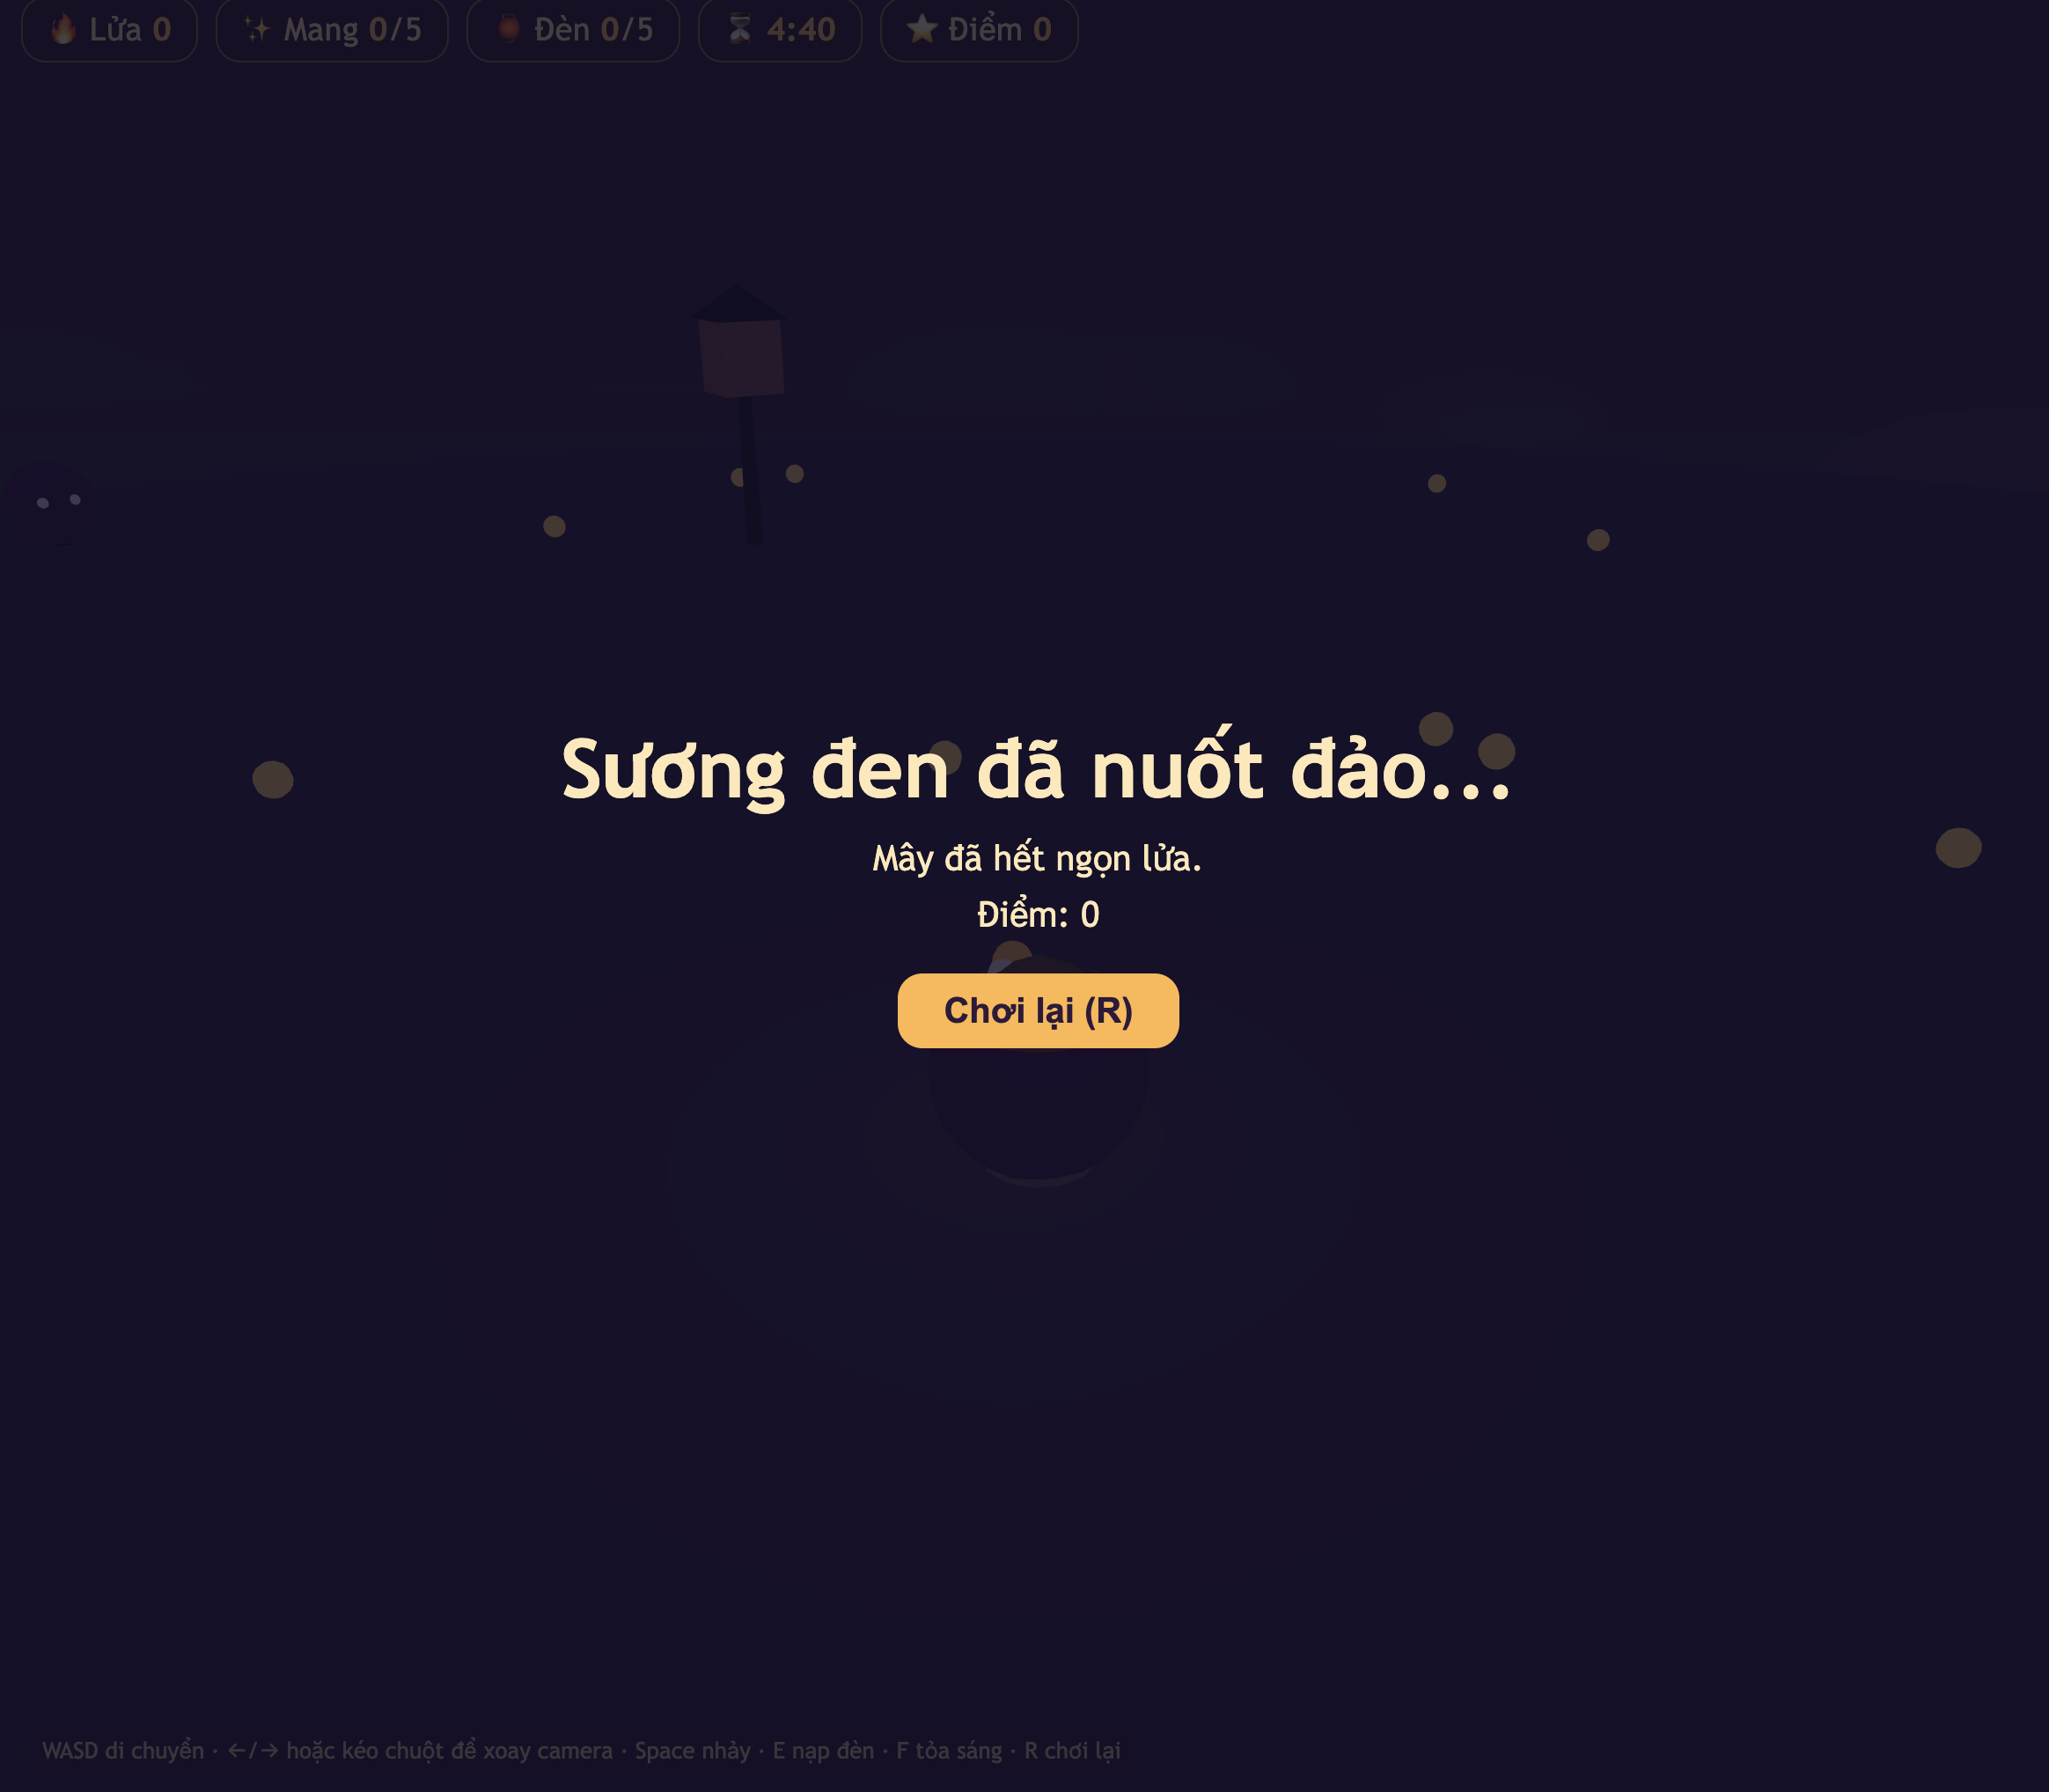 🔥 Lửa 0 ✨ Mang 0/5 🏮 Đèn 0/5 ⏳ 4:40 ⭐ Điểm 0
Sương đen đã nuốt đảo...
Mây đã hết ngọn lửa.
Điểm: 0
Chơi lại (R)
WASD di chuyển · ←/→ hoặc kéo chuột để xoay camera · Space nhảy · E nạp đèn · F tỏa sáng · R chơi lại